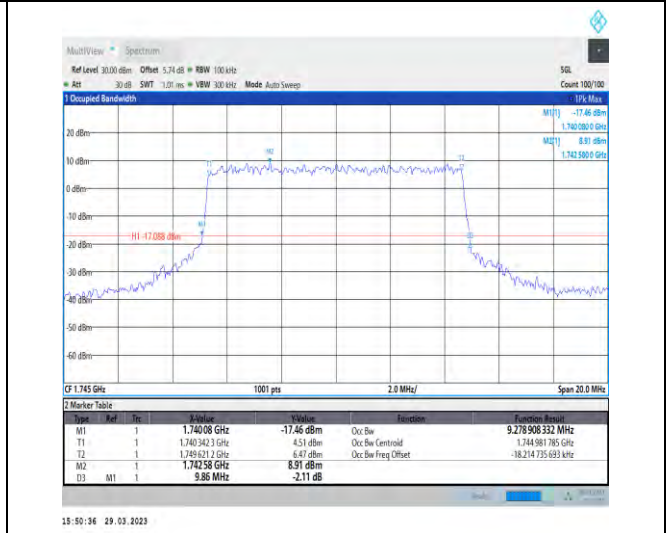 MultiView Spectrum
Ref Level 30.00 dBm Offset 5.74 dB RBW 100 kHz SGL
Att 30 dB SWT 1.01 ms VBW 300 kHz Mode Auto Sweep Count 100/100
1 Occupied Bandwidth 1Pk Max
M1[1] -17.46 dBm
1.740 080 0 GHz
M2[1] 8.91 dBm
1.742 580 0 GHz
20 dBm
M2
T1 T2
10 dBm
0 dBm
-10 dBm
M1
H1 -17.088 dBm
D3
-20 dBm
-30 dBm
-40 dBm
-50 dBm
-60 dBm
CF 1.745 GHz 1001 pts 2.0 MHz/ Span 20.0 MHz
2 Marker Table
Type Ref Trc X-Value Y-Value Function Function Result
M1 1 1.740 08 GHz -17.46 dBm Occ Bw 9.278 908 332 MHz
T1 1 1.740 342 3 GHz 4.51 dBm Occ Bw Centroid 1.744 981 785 GHz
T2 1 1.749 621 2 GHz 6.47 dBm Occ Bw Freq Offset -18.214 735 693 kHz
M2 1 1.742 58 GHz 8.91 dBm
D3 M1 1 9.86 MHz -2.11 dB
15:50:36 29.03.2023